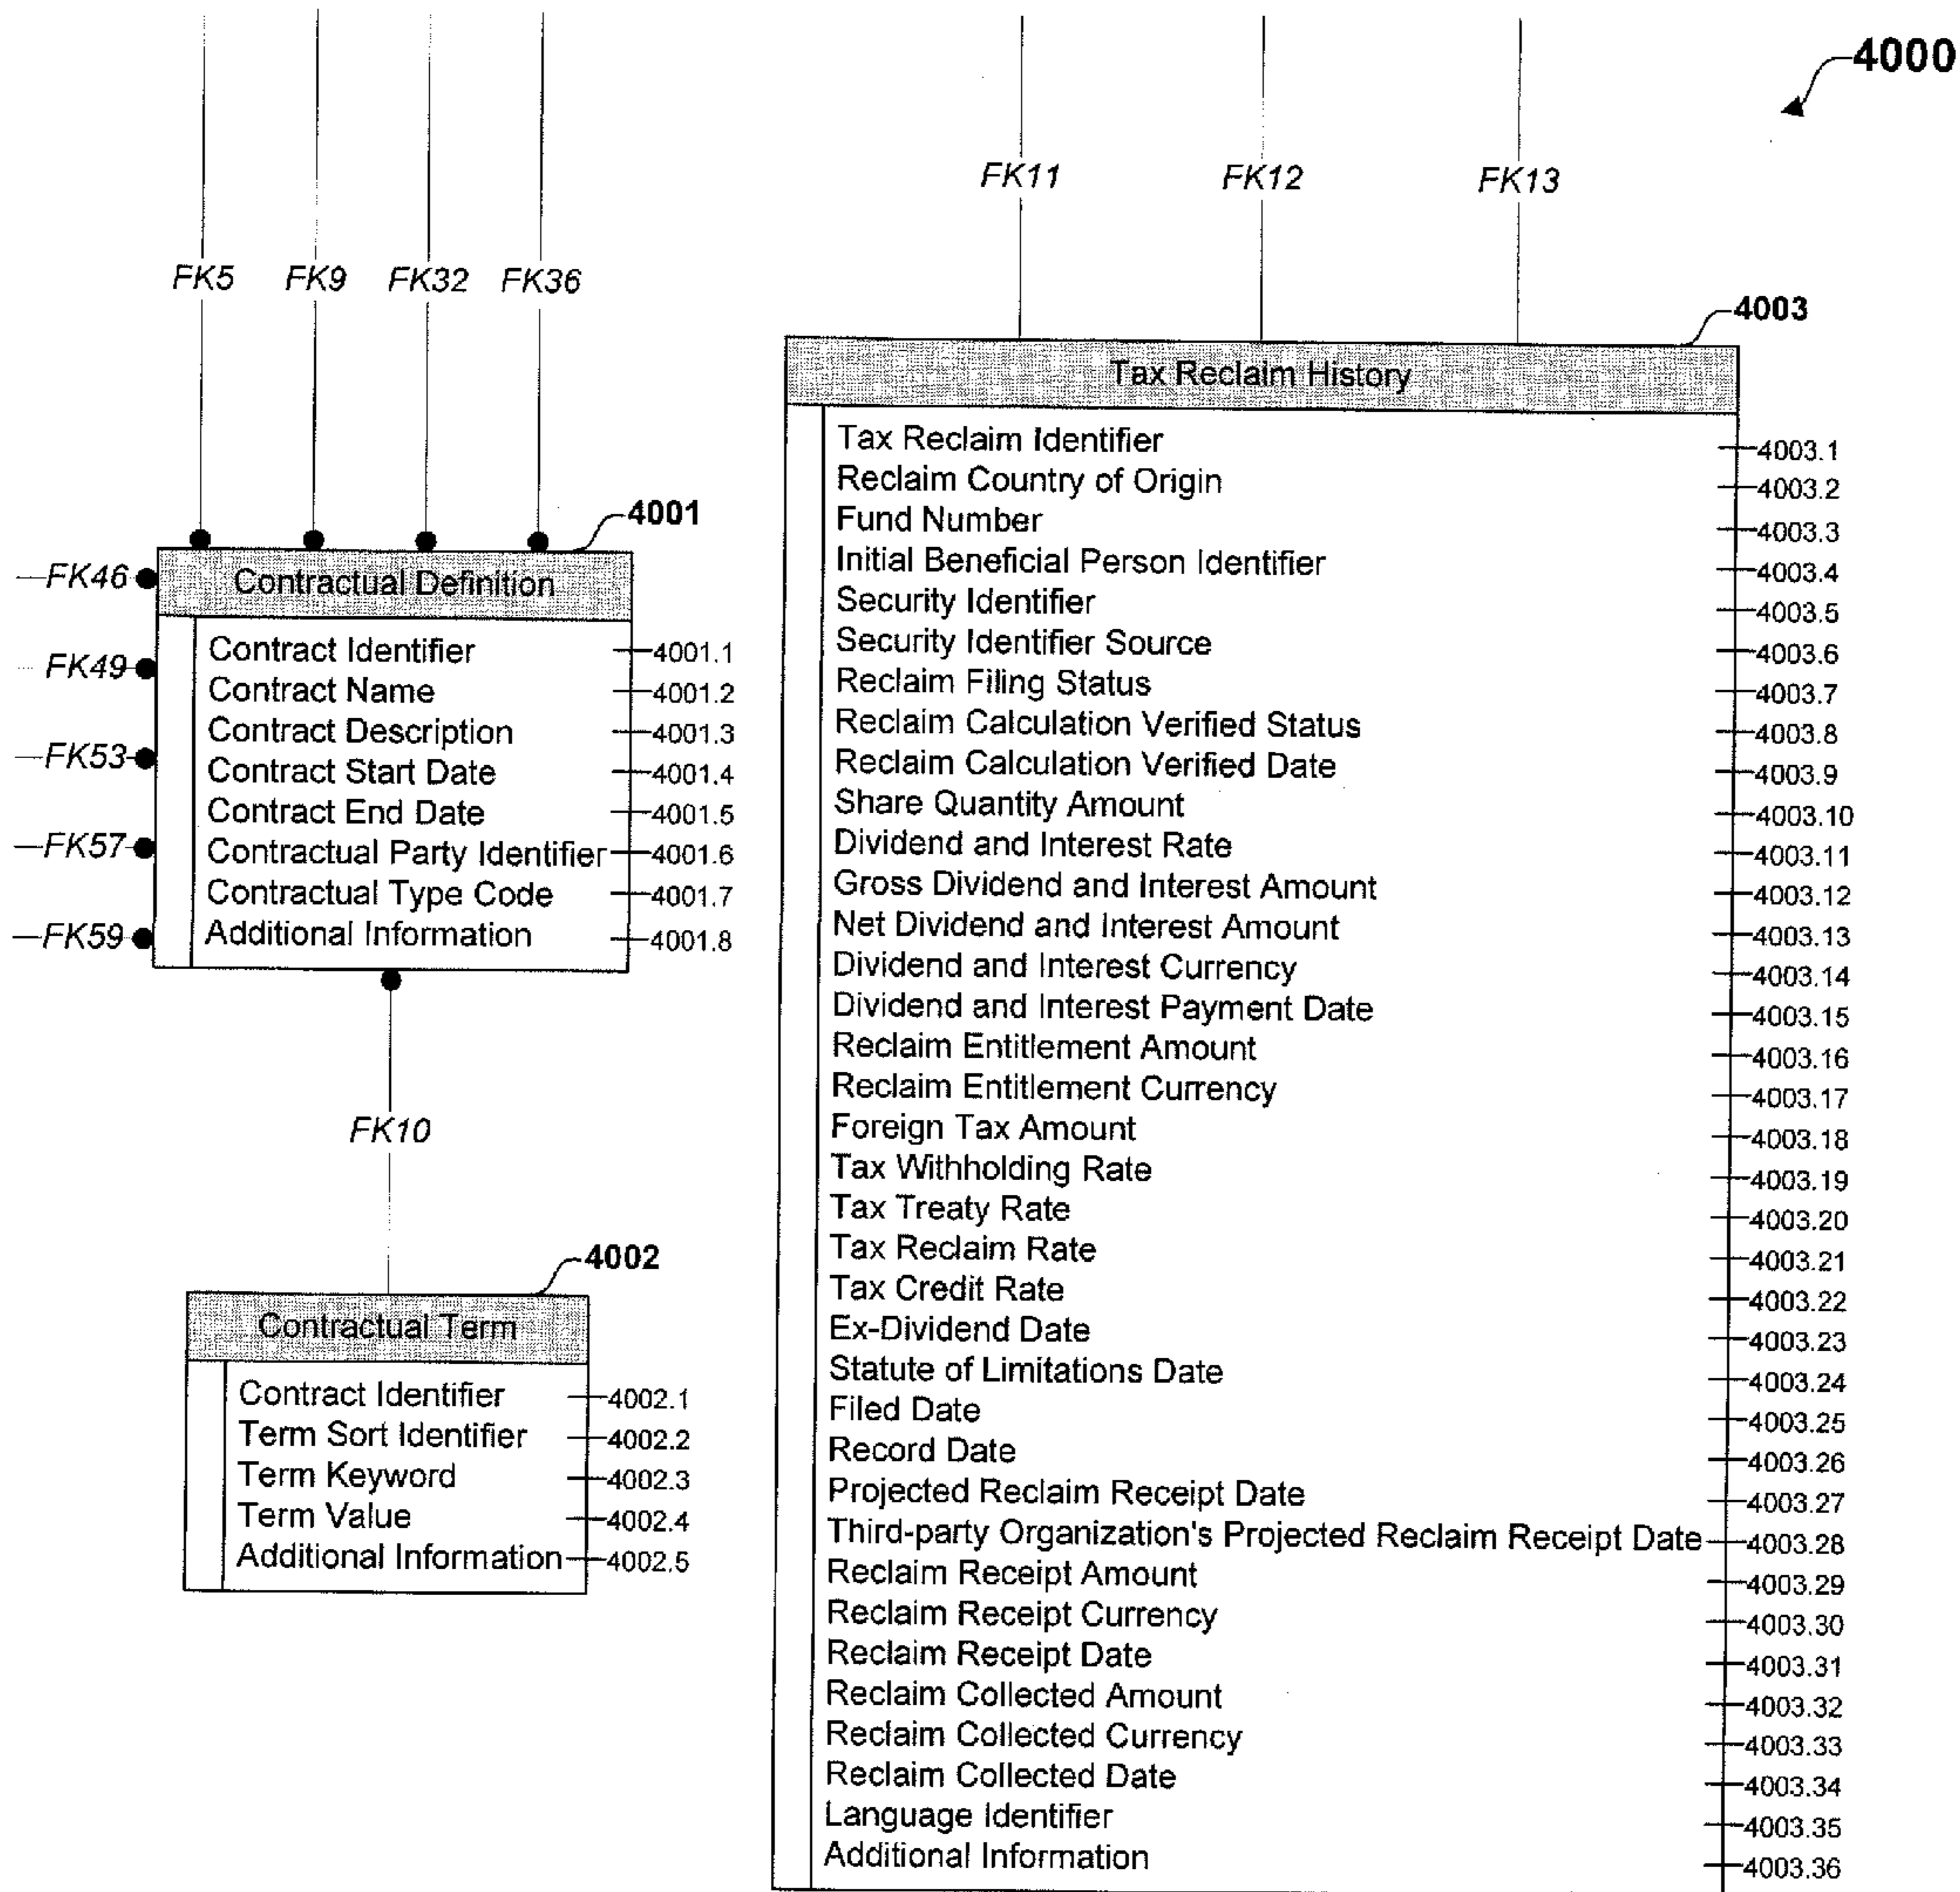 4000
FK11 FK12 FK13
FK5 FK9 FK32 FK36
4001
FK46
Contractual Definition
FK49
FK53
FK57
FK59
Contract Identifier 4001.1
Contract Name 4001.2
Contract Description 4001.3
Contract Start Date 4001.4
Contract End Date 4001.5
Contractual Party Identifier 4001.6
Contractual Type Code 4001.7
Additional Information 4001.8
FK10
4002
Contractual Term
Contract Identifier 4002.1
Term Sort Identifier 4002.2
Term Keyword 4002.3
Term Value 4002.4
Additional Information 4002.5
4003
Tax Reclaim History
Tax Reclaim Identifier 4003.1
Reclaim Country of Origin 4003.2
Fund Number 4003.3
Initial Beneficial Person Identifier 4003.4
Security Identifier 4003.5
Security Identifier Source 4003.6
Reclaim Filing Status 4003.7
Reclaim Calculation Verified Status 4003.8
Reclaim Calculation Verified Date 4003.9
Share Quantity Amount 4003.10
Dividend and Interest Rate 4003.11
Gross Dividend and Interest Amount 4003.12
Net Dividend and Interest Amount 4003.13
Dividend and Interest Currency 4003.14
Dividend and Interest Payment Date 4003.15
Reclaim Entitlement Amount 4003.16
Reclaim Entitlement Currency 4003.17
Foreign Tax Amount 4003.18
Tax Withholding Rate 4003.19
Tax Treaty Rate 4003.20
Tax Reclaim Rate 4003.21
Tax Credit Rate 4003.22
Ex-Dividend Date 4003.23
Statute of Limitations Date 4003.24
Filed Date 4003.25
Record Date 4003.26
Projected Reclaim Receipt Date 4003.27
Third-party Organization's Projected Reclaim Receipt Date 4003.28
Reclaim Receipt Amount 4003.29
Reclaim Receipt Currency 4003.30
Reclaim Receipt Date 4003.31
Reclaim Collected Amount 4003.32
Reclaim Collected Currency 4003.33
Reclaim Collected Date 4003.34
Language Identifier 4003.35
Additional Information 4003.36